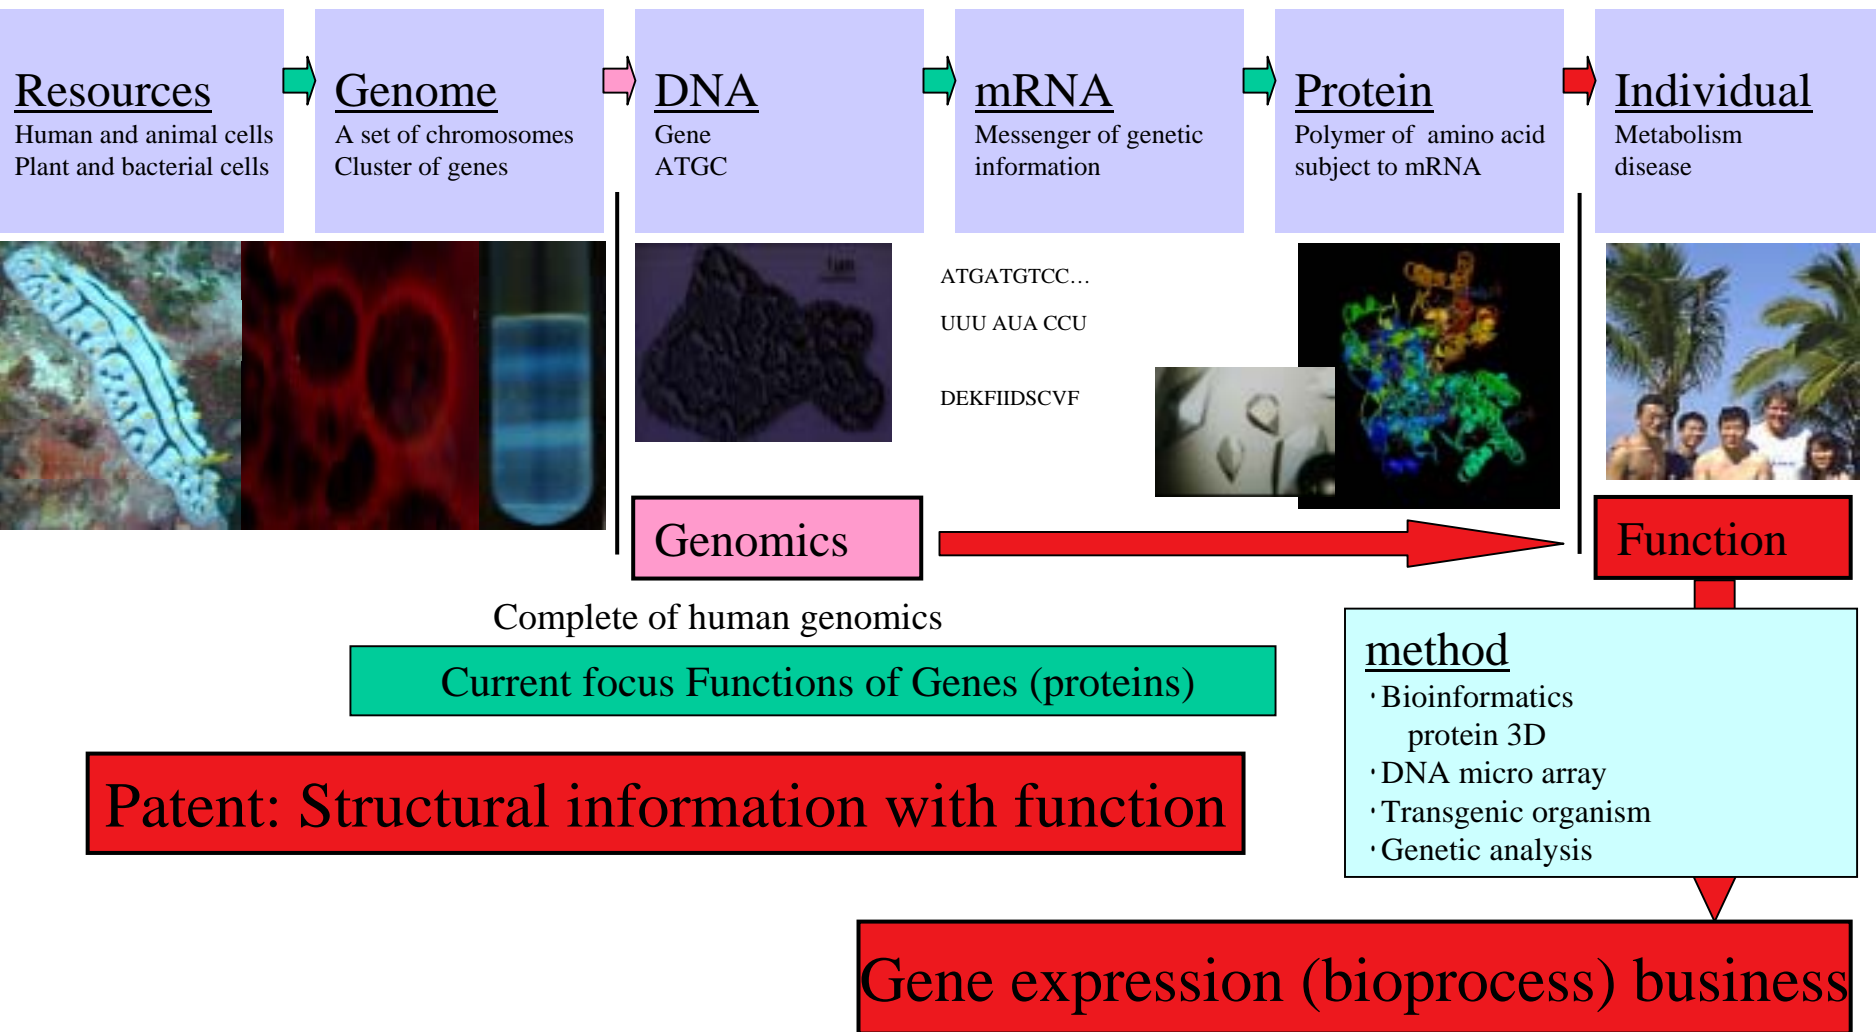 Resources
Human and animal cells
Plant and bacterial cells
Genome
A set of chromosomes
Cluster of genes
DNA
Gene
ATGC
mRNA
Messenger of genetic
information
Protein
Polymer of amino acid
subject to mRNA
Individual
Metabolism
disease
ATGATGTCC…
UUU AUA CCU
DEKFIIDSCVF
Genomics
Function
Complete of human genomics
Current focus Functions of Genes (proteins)
Patent: Structural information with function
method
・Bioinformatics
protein 3D
・DNA micro array
・Transgenic organism
・Genetic analysis
Gene expression (bioprocess) business